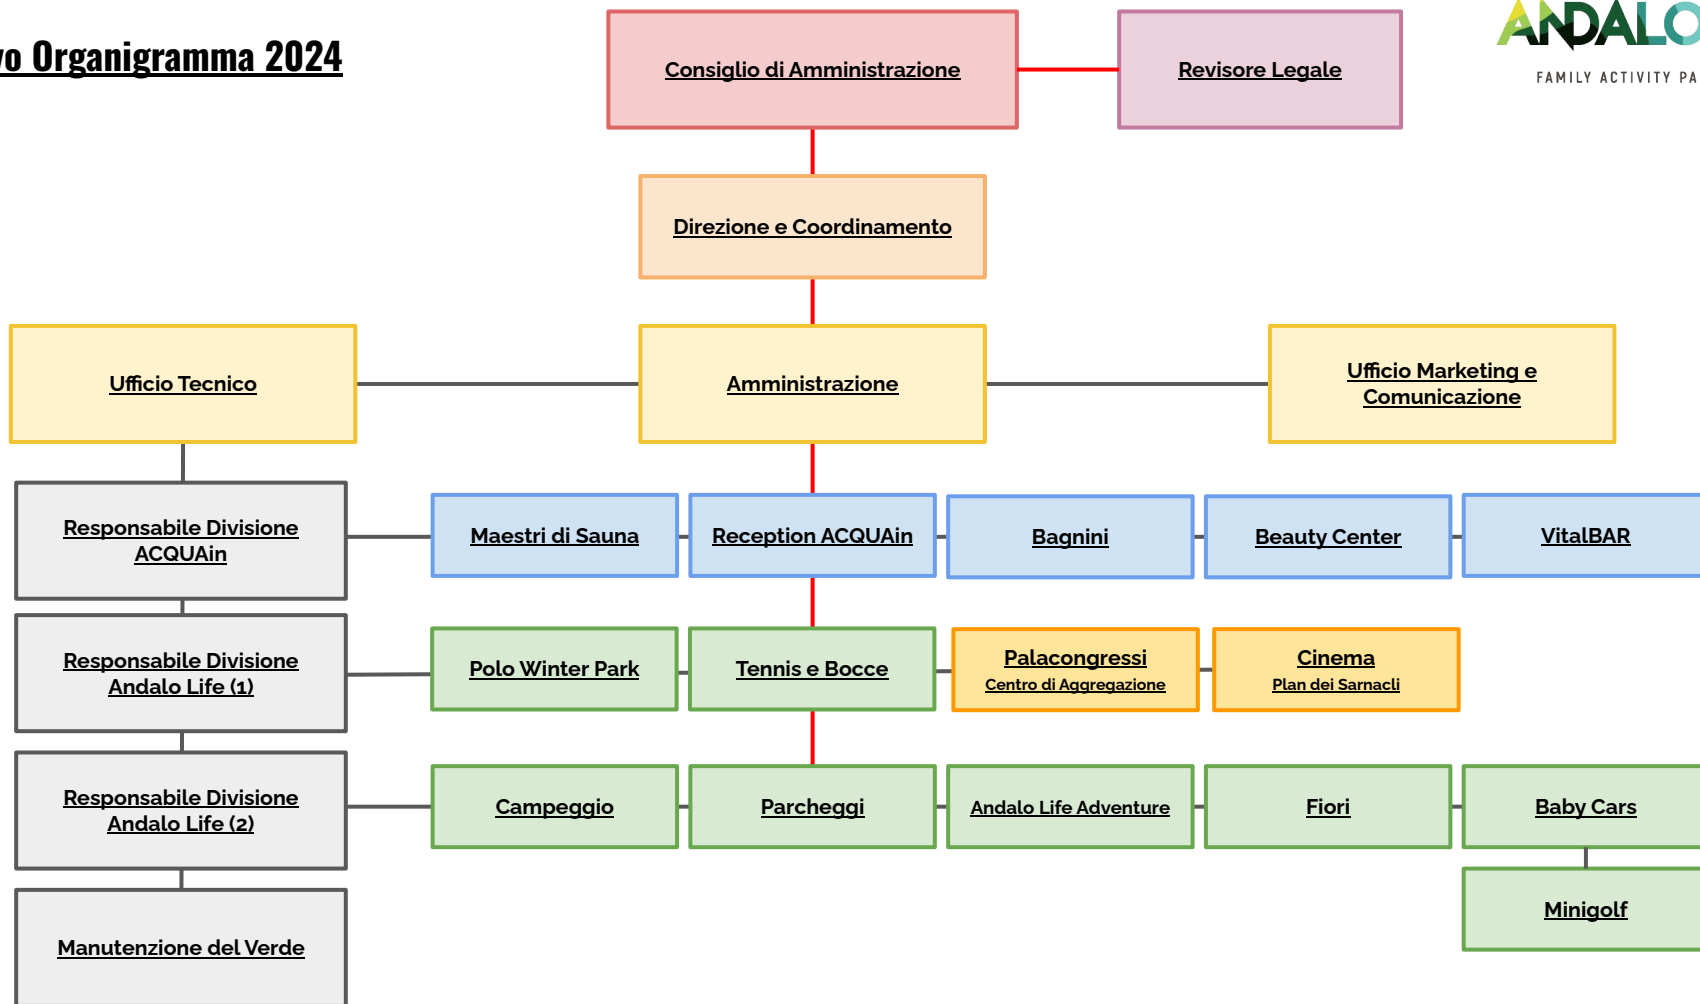 Organigramma 2024
Consiglio di Amministrazione
Revisore Legale
ANDALO
FAMILY ACTIVITY PA
Direzione e Coordinamento
Ufficio Tecnico
Amministrazione
Ufficio Marketing e
Comunicazione
Responsabile Divisione
ACQUAin
Maestri di Sauna
Reception ACQUAin
Bagnini
Beauty Center
VitalBAR
Responsabile Divisione
Andalo Life (1)
Polo Winter Park
Tennis e Bocce
Palacongressi
Centro di Aggregazione
Cinema
Plan dei Sarnacli
Responsabile Divisione
Andalo Life (2)
Campeggio
Parcheggi
Andalo Life Adventure
Fiori
Baby Cars
Minigolf
Manutenzione del Verde